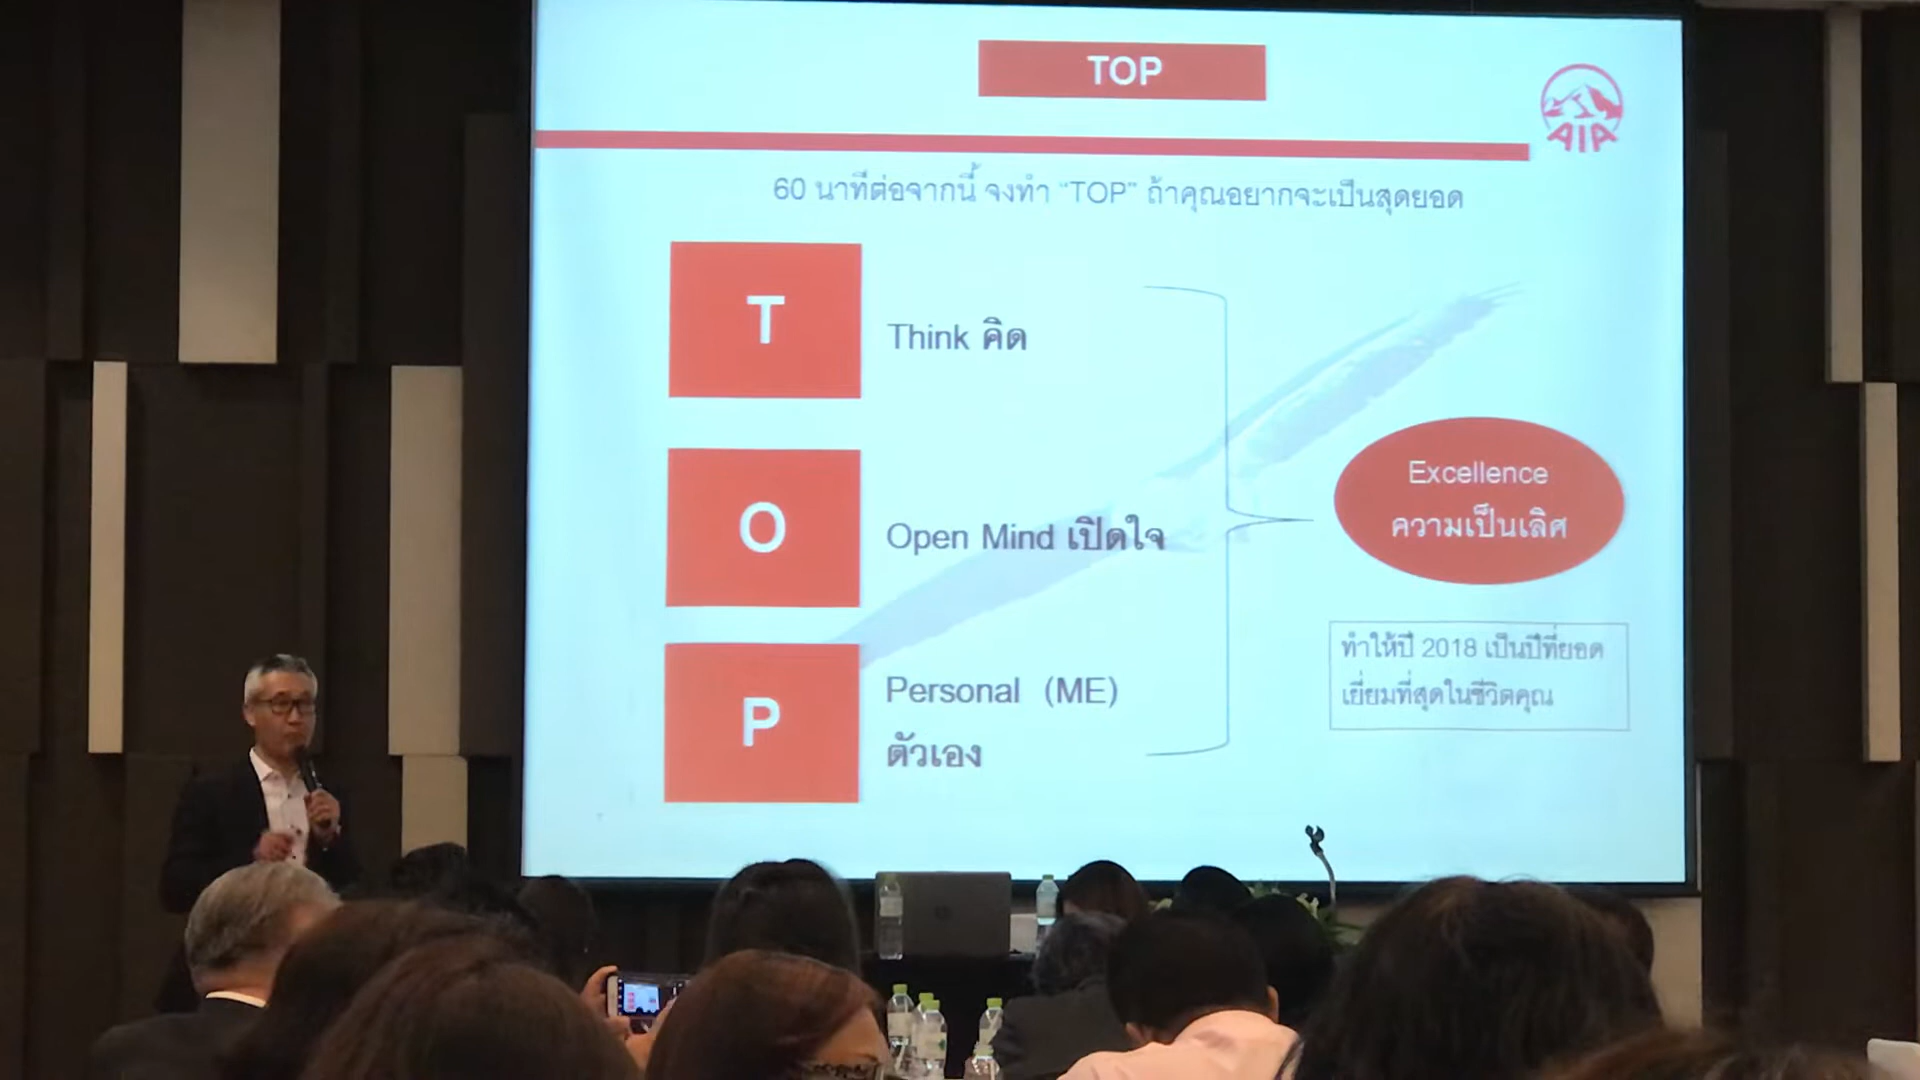 TOP
AIA
60 นาทีต่อจากนี้ จงทำ “TOP” ถ้าคุณอยากจะเป็นสุดยอด
T
Think คิด
O
Open Mind เปิดใจ
P
Personal (ME)
ตัวเอง
Excellence
ความเป็นเลิศ
ทำให้ปี 2018 เป็นปีที่ยอด
เยี่ยมที่สุดในชีวิตคุณ